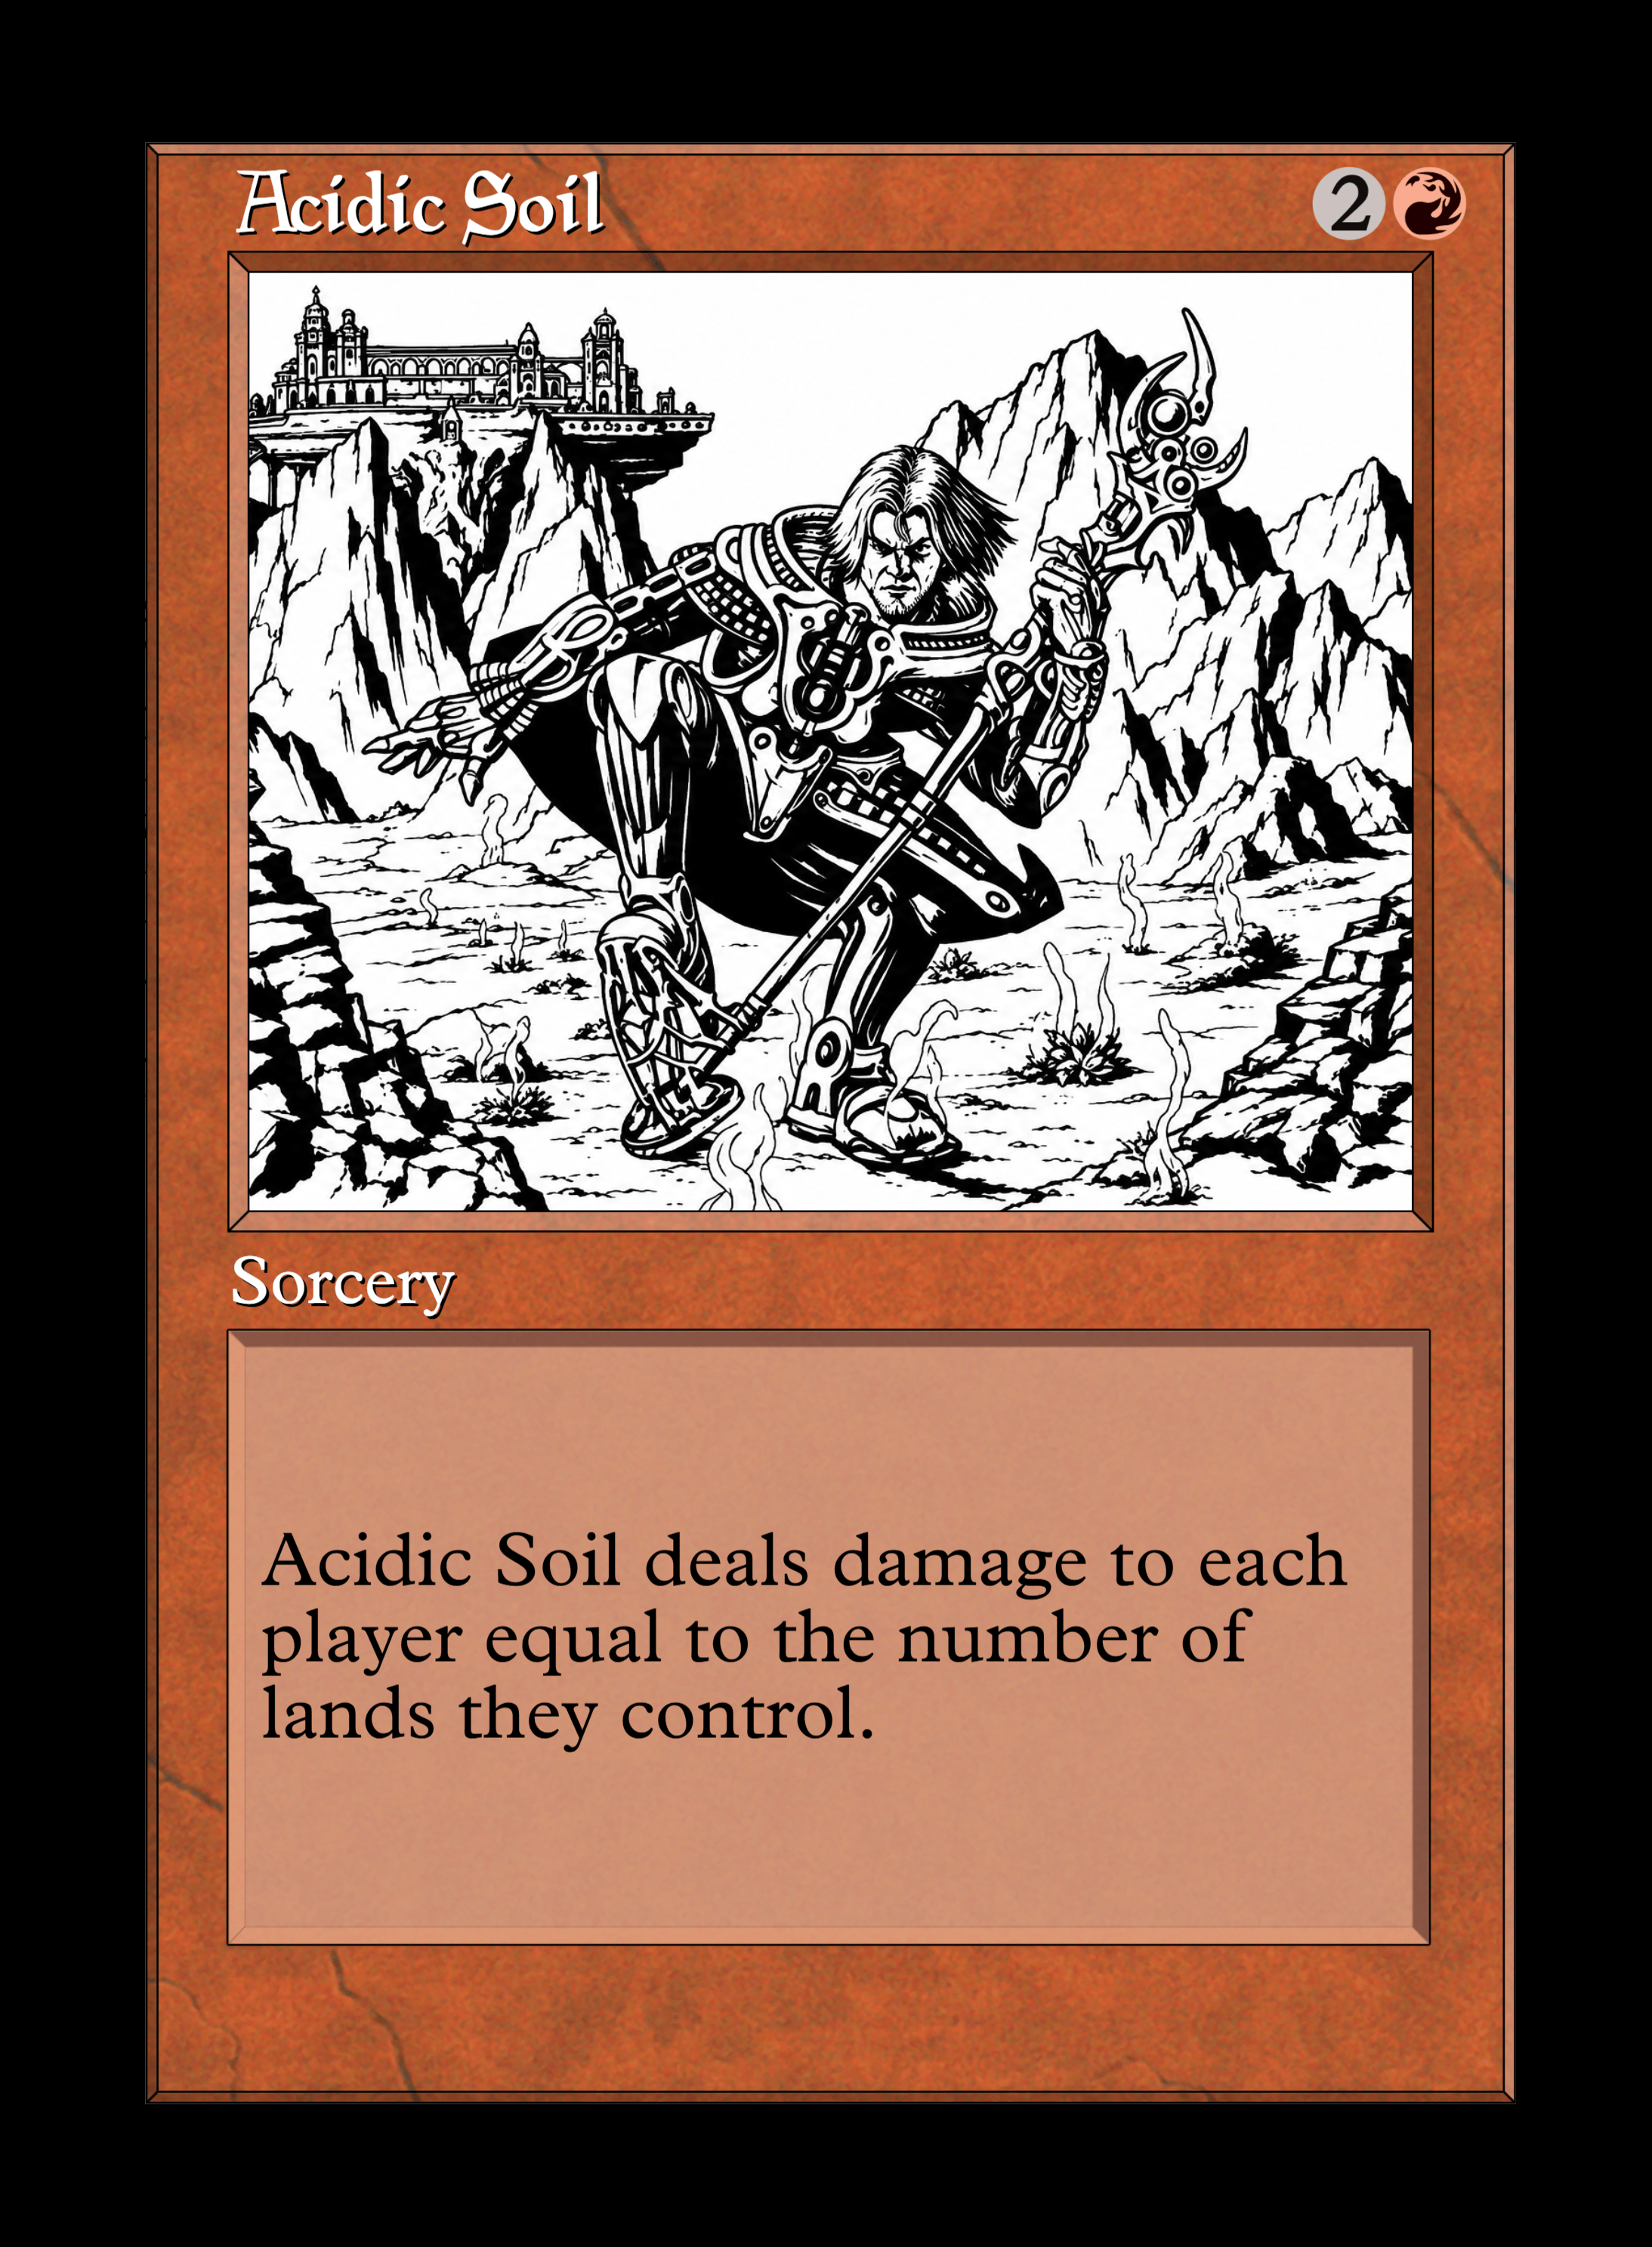 Acidic Soil 2
Sorcery
Acidic Soil deals damage to each
player equal to the number of
lands they control.